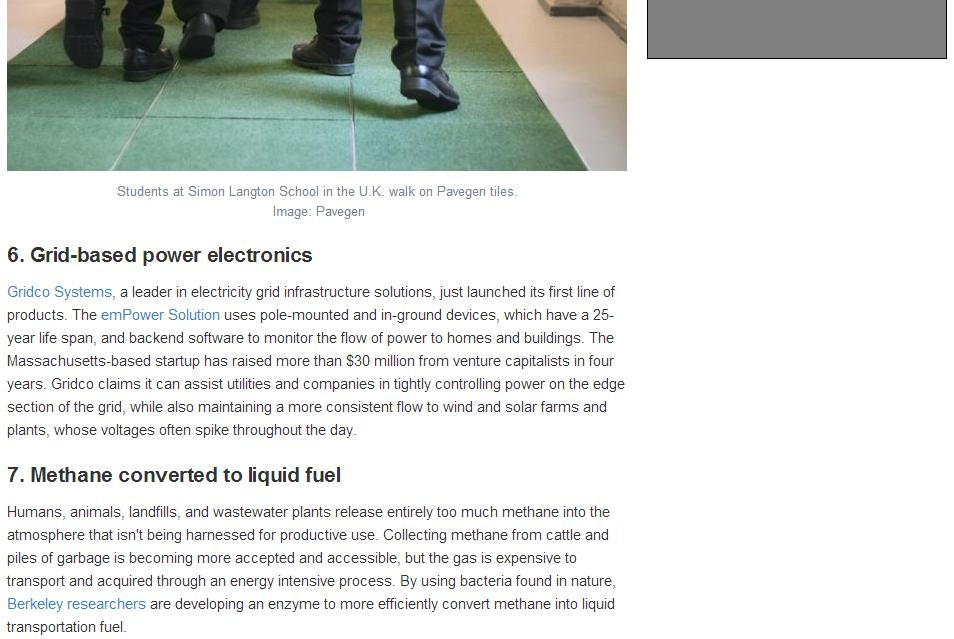 Students at Simon Langton School in the U.K. walk on Pavegen tiles.
Image: Pavegen
6. Grid-based power electronics
Gridco Systems, a leader in electricity grid infrastructure solutions, just launched its first line of
products. The emPower Solution uses pole-mounted and in-ground devices, which have a 25-
year life span, and backend software to monitor the flow of power to homes and buildings. The
Massachusetts-based startup has raised more than $30 million from venture capitalists in four
years. Gridco claims it can assist utilities and companies in tightly controlling power on the edge
section of the grid, while also maintaining a more consistent flow to wind and solar farms and
plants, whose voltages often spike throughout the day.
7. Methane converted to liquid fuel
Humans, animals, landfills, and wastewater plants release entirely too much methane into the
atmosphere that isn't being harnessed for productive use. Collecting methane from cattle and
piles of garbage is becoming more accepted and accessible, but the gas is expensive to
transport and acquired through an energy intensive process. By using bacteria found in nature,
Berkeley researchers are developing an enzyme to more efficiently convert methane into liquid
transportation fuel.